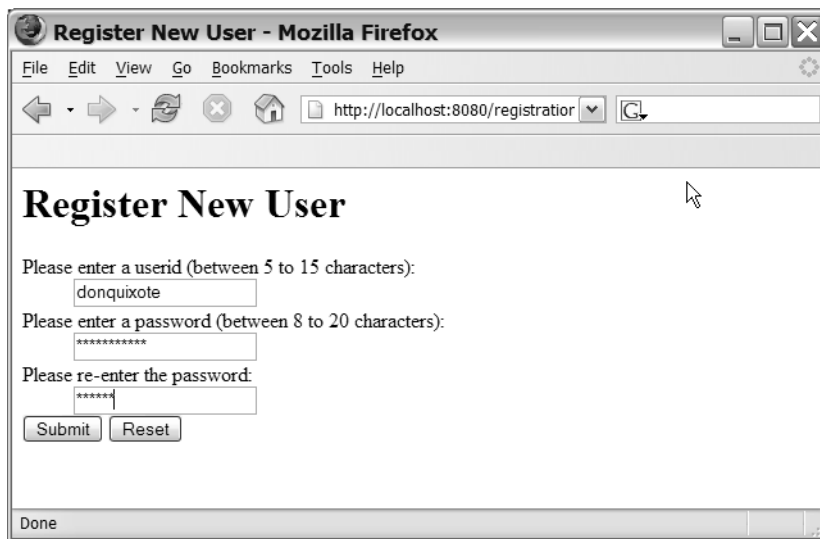 Register New User - Mozilla Firefox
File Edit View Go Bookmarks Tools Help
http://localhost:8080/registration G
Register New User
Please enter a userid (between 5 to 15 characters):
donquixote
Please enter a password (between 8 to 20 characters):
***********
Please re-enter the password:
******
Submit Reset
Done